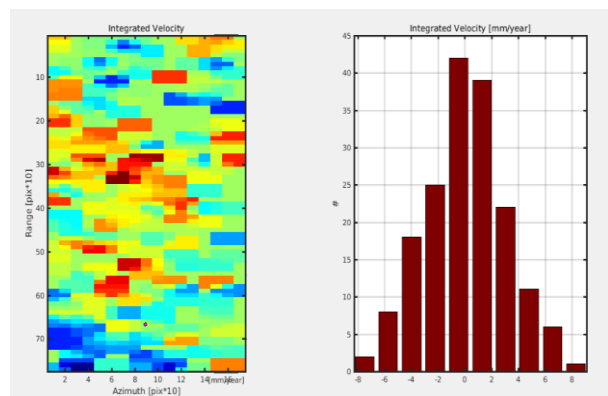 Integrated Velocity
Range [pix*10]
10
20
30
40
50
60
70
2 4 6 8 10 12 14
[mm/year]
Azimuth [pix*10]
Integrated Velocity [mm/year]
#
45
40
35
30
25
20
15
10
5
0
-8 -6 -4 -2 0 2 4 6 8